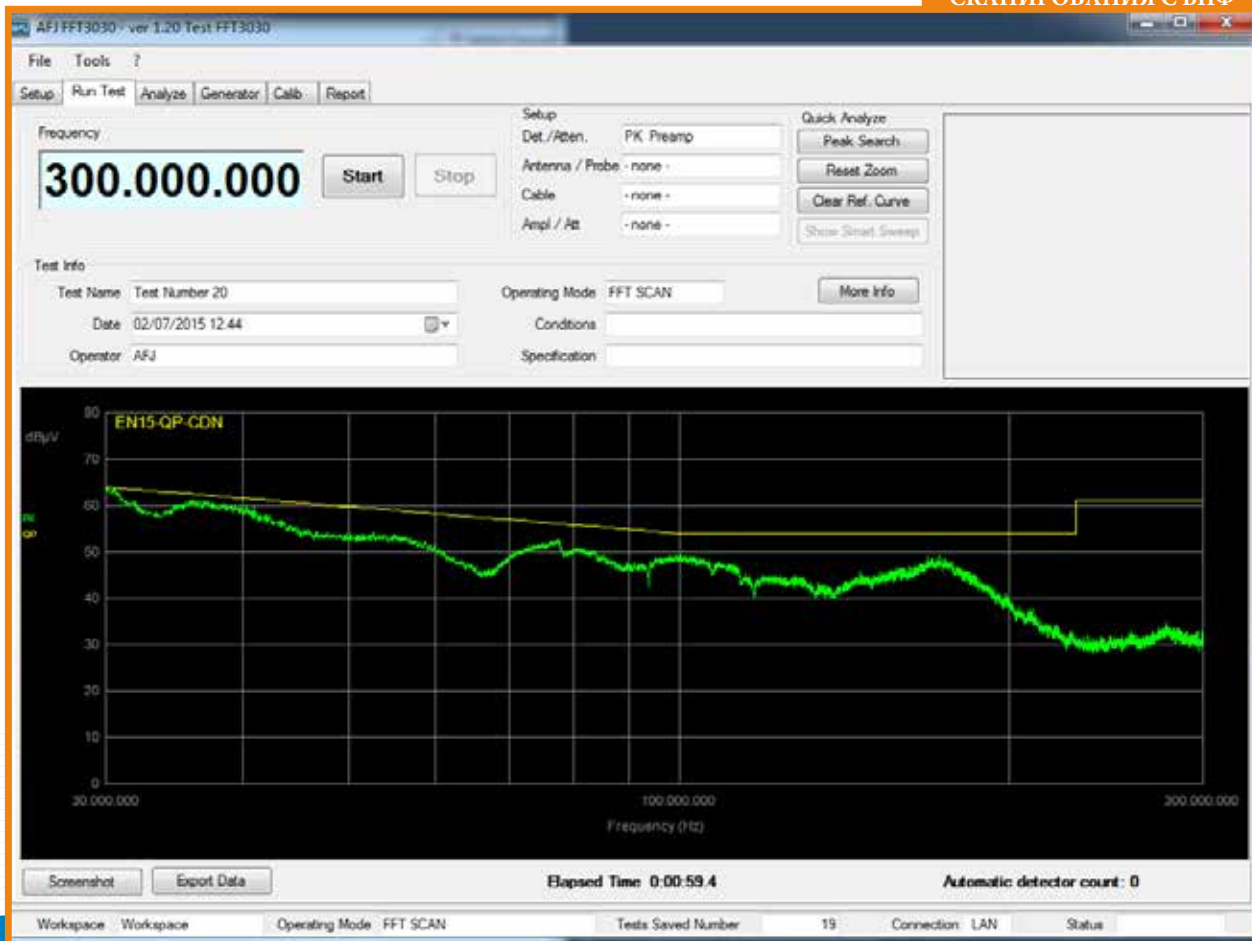 СКАНИРОВАНИЯ С БПФ
AFJ FFT3030 - ver 1.20 Test FFT3030
File Tools ?
Setup Run Test Analyze Generator Calib Report
Frequency
300.000.000
Start
Stop
Setup
Det./Atten. PK Preamp
Antenna / Probe - none -
Cable - none -
Ampl / Att - none -
Quick Analyze
Peak Search
Reset Zoom
Clear Ref. Curve
Show Smart Sweep
Test Info
Test Name Test Number 20
Date 02/07/2015 12.44
Operator AFJ
Operating Mode FFT SCAN
Conditions
Specification
More Info
EN15-QP-CDN
dBµV
80
70
60
50
40
30
20
10
0
PK
QP
30.000.000 100.000.000 300.000.000
Frequency (Hz)
Screenshot Export Data Elapsed Time 0:00:59.4 Automatic detector count: 0
Workspace Workspace Operating Mode FFT SCAN Tests Saved Number 19 Connection LAN Status